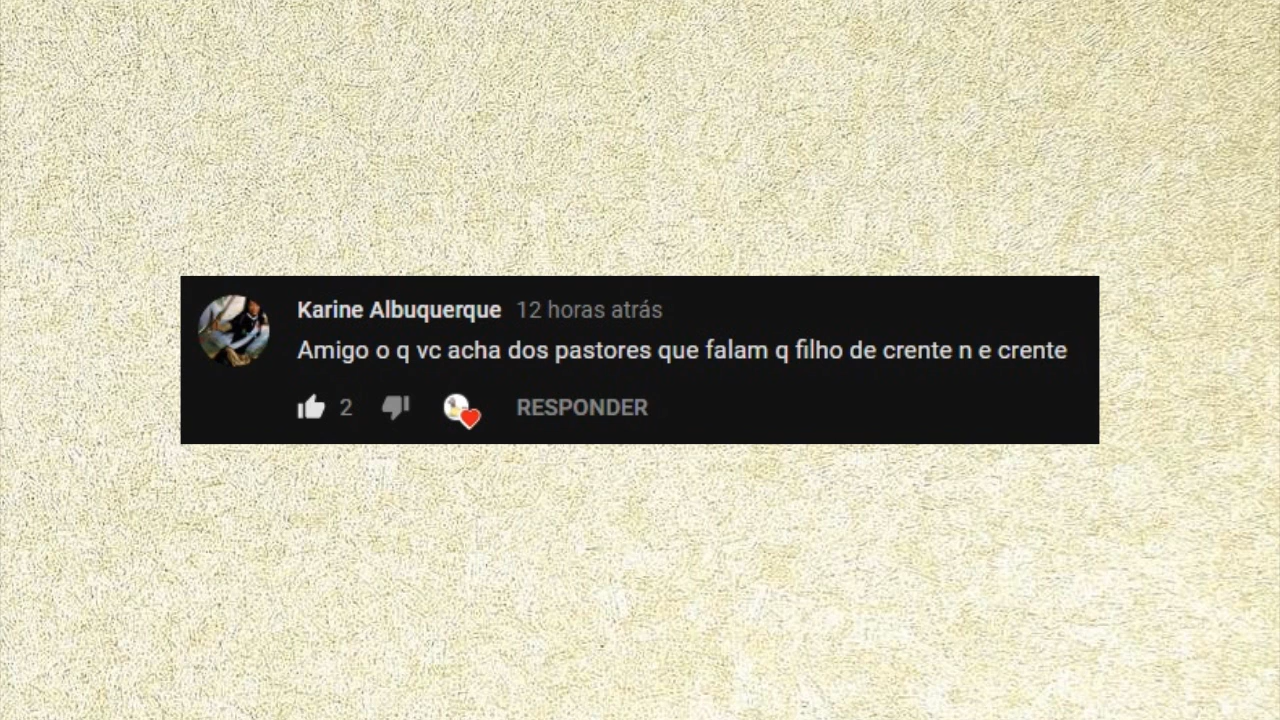 Karine Albuquerque 12 horas atrás
Amigo o q vc acha dos pastores que falam q filho de crente n e crente
2 RESPONDER